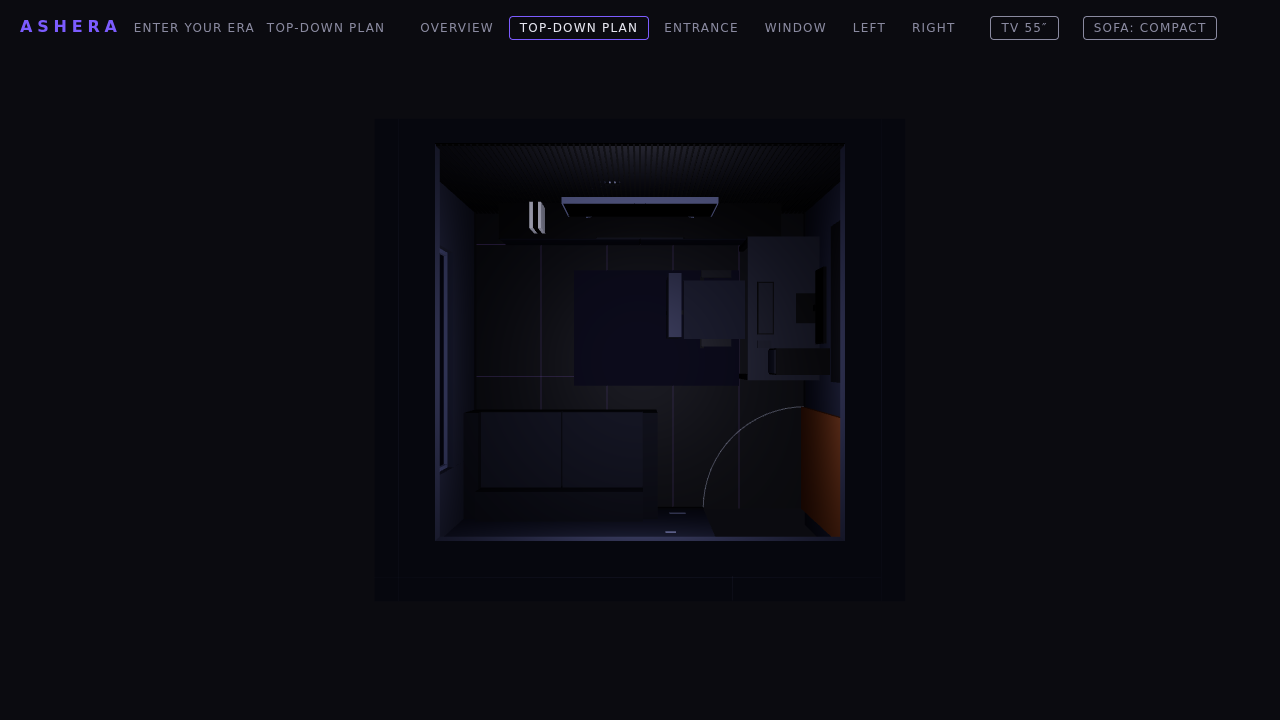 ASHERA ENTER YOUR ERA TOP-DOWN PLAN OVERVIEW TOP-DOWN PLAN ENTRANCE WINDOW LEFT RIGHT TV 55″ SOFA: COMPACT